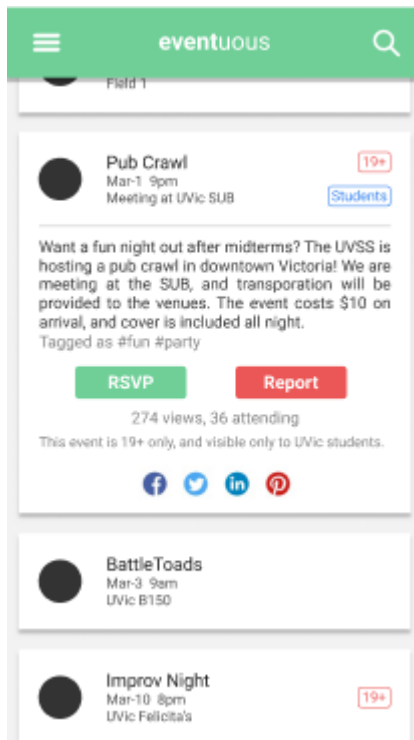 eventuous
Field 1
Pub Crawl
19+
Mar-1 9pm
Meeting at UVic SUB
Students
Want a fun night out after midterms? The UVSS is
hosting a pub crawl in downtown Victoria! We are
meeting at the SUB, and transporation will be
provided to the venues. The event costs $10 on
arrival, and cover is included all night.
Tagged as #fun #party
RSVP
Report
274 views, 36 attending
This event is 19+ only, and visible only to UVic students.
BattleToads
Mar-3 9am
UVic B150
Improv Night
Mar-10 8pm
19+
UVic Felicita's